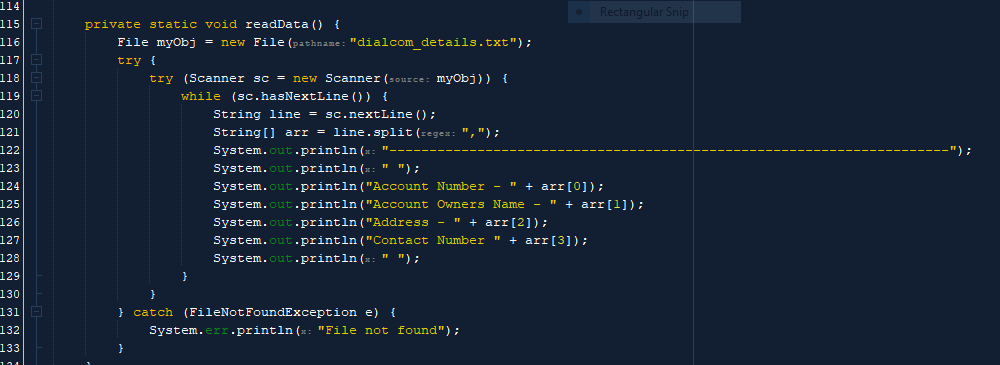 114
Rectangular Snip
115 private static void readData() {
116 File myObj = new File(pathname: "dialcom_details.txt");
117 try {
118 try (Scanner sc = new Scanner(source: myObj)) {
119 while (sc.hasNextLine()) {
120 String line = sc.nextLine();
121 String[] arr = line.split(regex: ",");
122 System.out.println(x: "----------------------------------------------------------------------");
123 System.out.println(x: " ");
124 System.out.println("Account Number - " + arr[0]);
125 System.out.println("Account Owners Name - " + arr[1]);
126 System.out.println("Address - " + arr[2]);
127 System.out.println("Contact Number " + arr[3]);
128 System.out.println(x: " ");
129 }
130 }
131 } catch (FileNotFoundException e) {
132 System.err.println(x: "File not found");
133 }